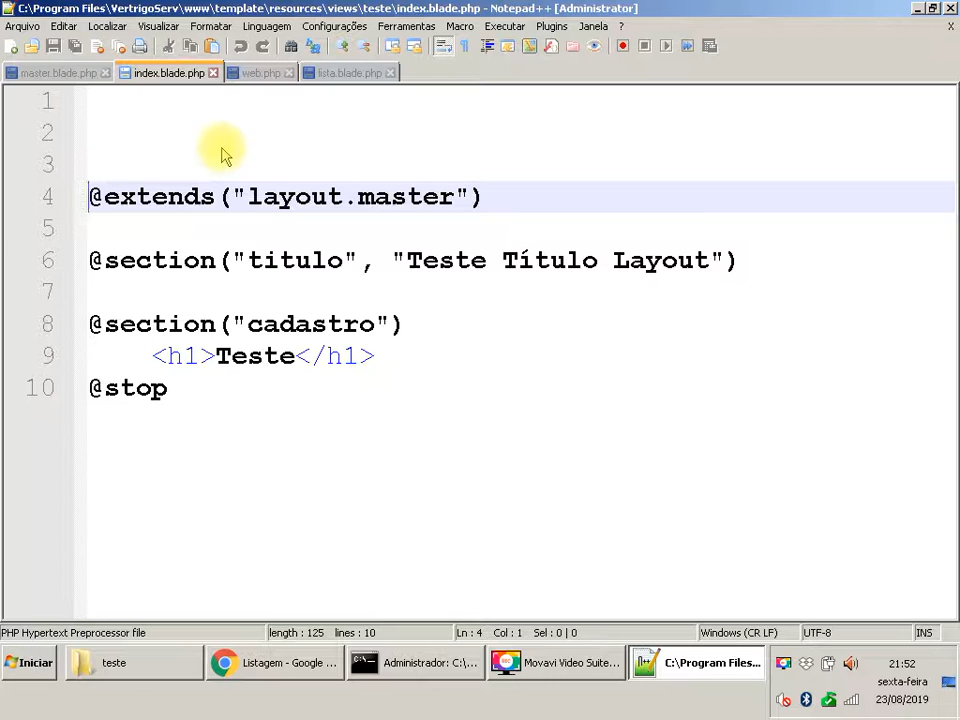 C:\Program Files\VertrigoServ\www\template\resources\views\teste\index.blade.php - Notepad++ [Administrator]
Arquivo Editar Localizar Visualizar Formatar Linguagem Configurações Ferramentas Macro Executar Plugins Janela ? X
master.blade.php index.blade.php web.php lista.blade.php
1
2
3
4 @extends("layout.master")
5
6 @section("titulo", "Teste Título Layout")
7
8 @section("cadastro")
9 <h1>Teste</h1>
10 @stop
PHP Hypertext Preprocessor file length : 125 lines : 10 Ln : 4 Col : 1 Sel : 0 | 0 Windows (CR LF) UTF-8 INS
Iniciar teste Listagem - Google ... Administrador: C:\... Movavi Video Suite... C:\Program Files... 21:52
sexta-feira
23/08/2019